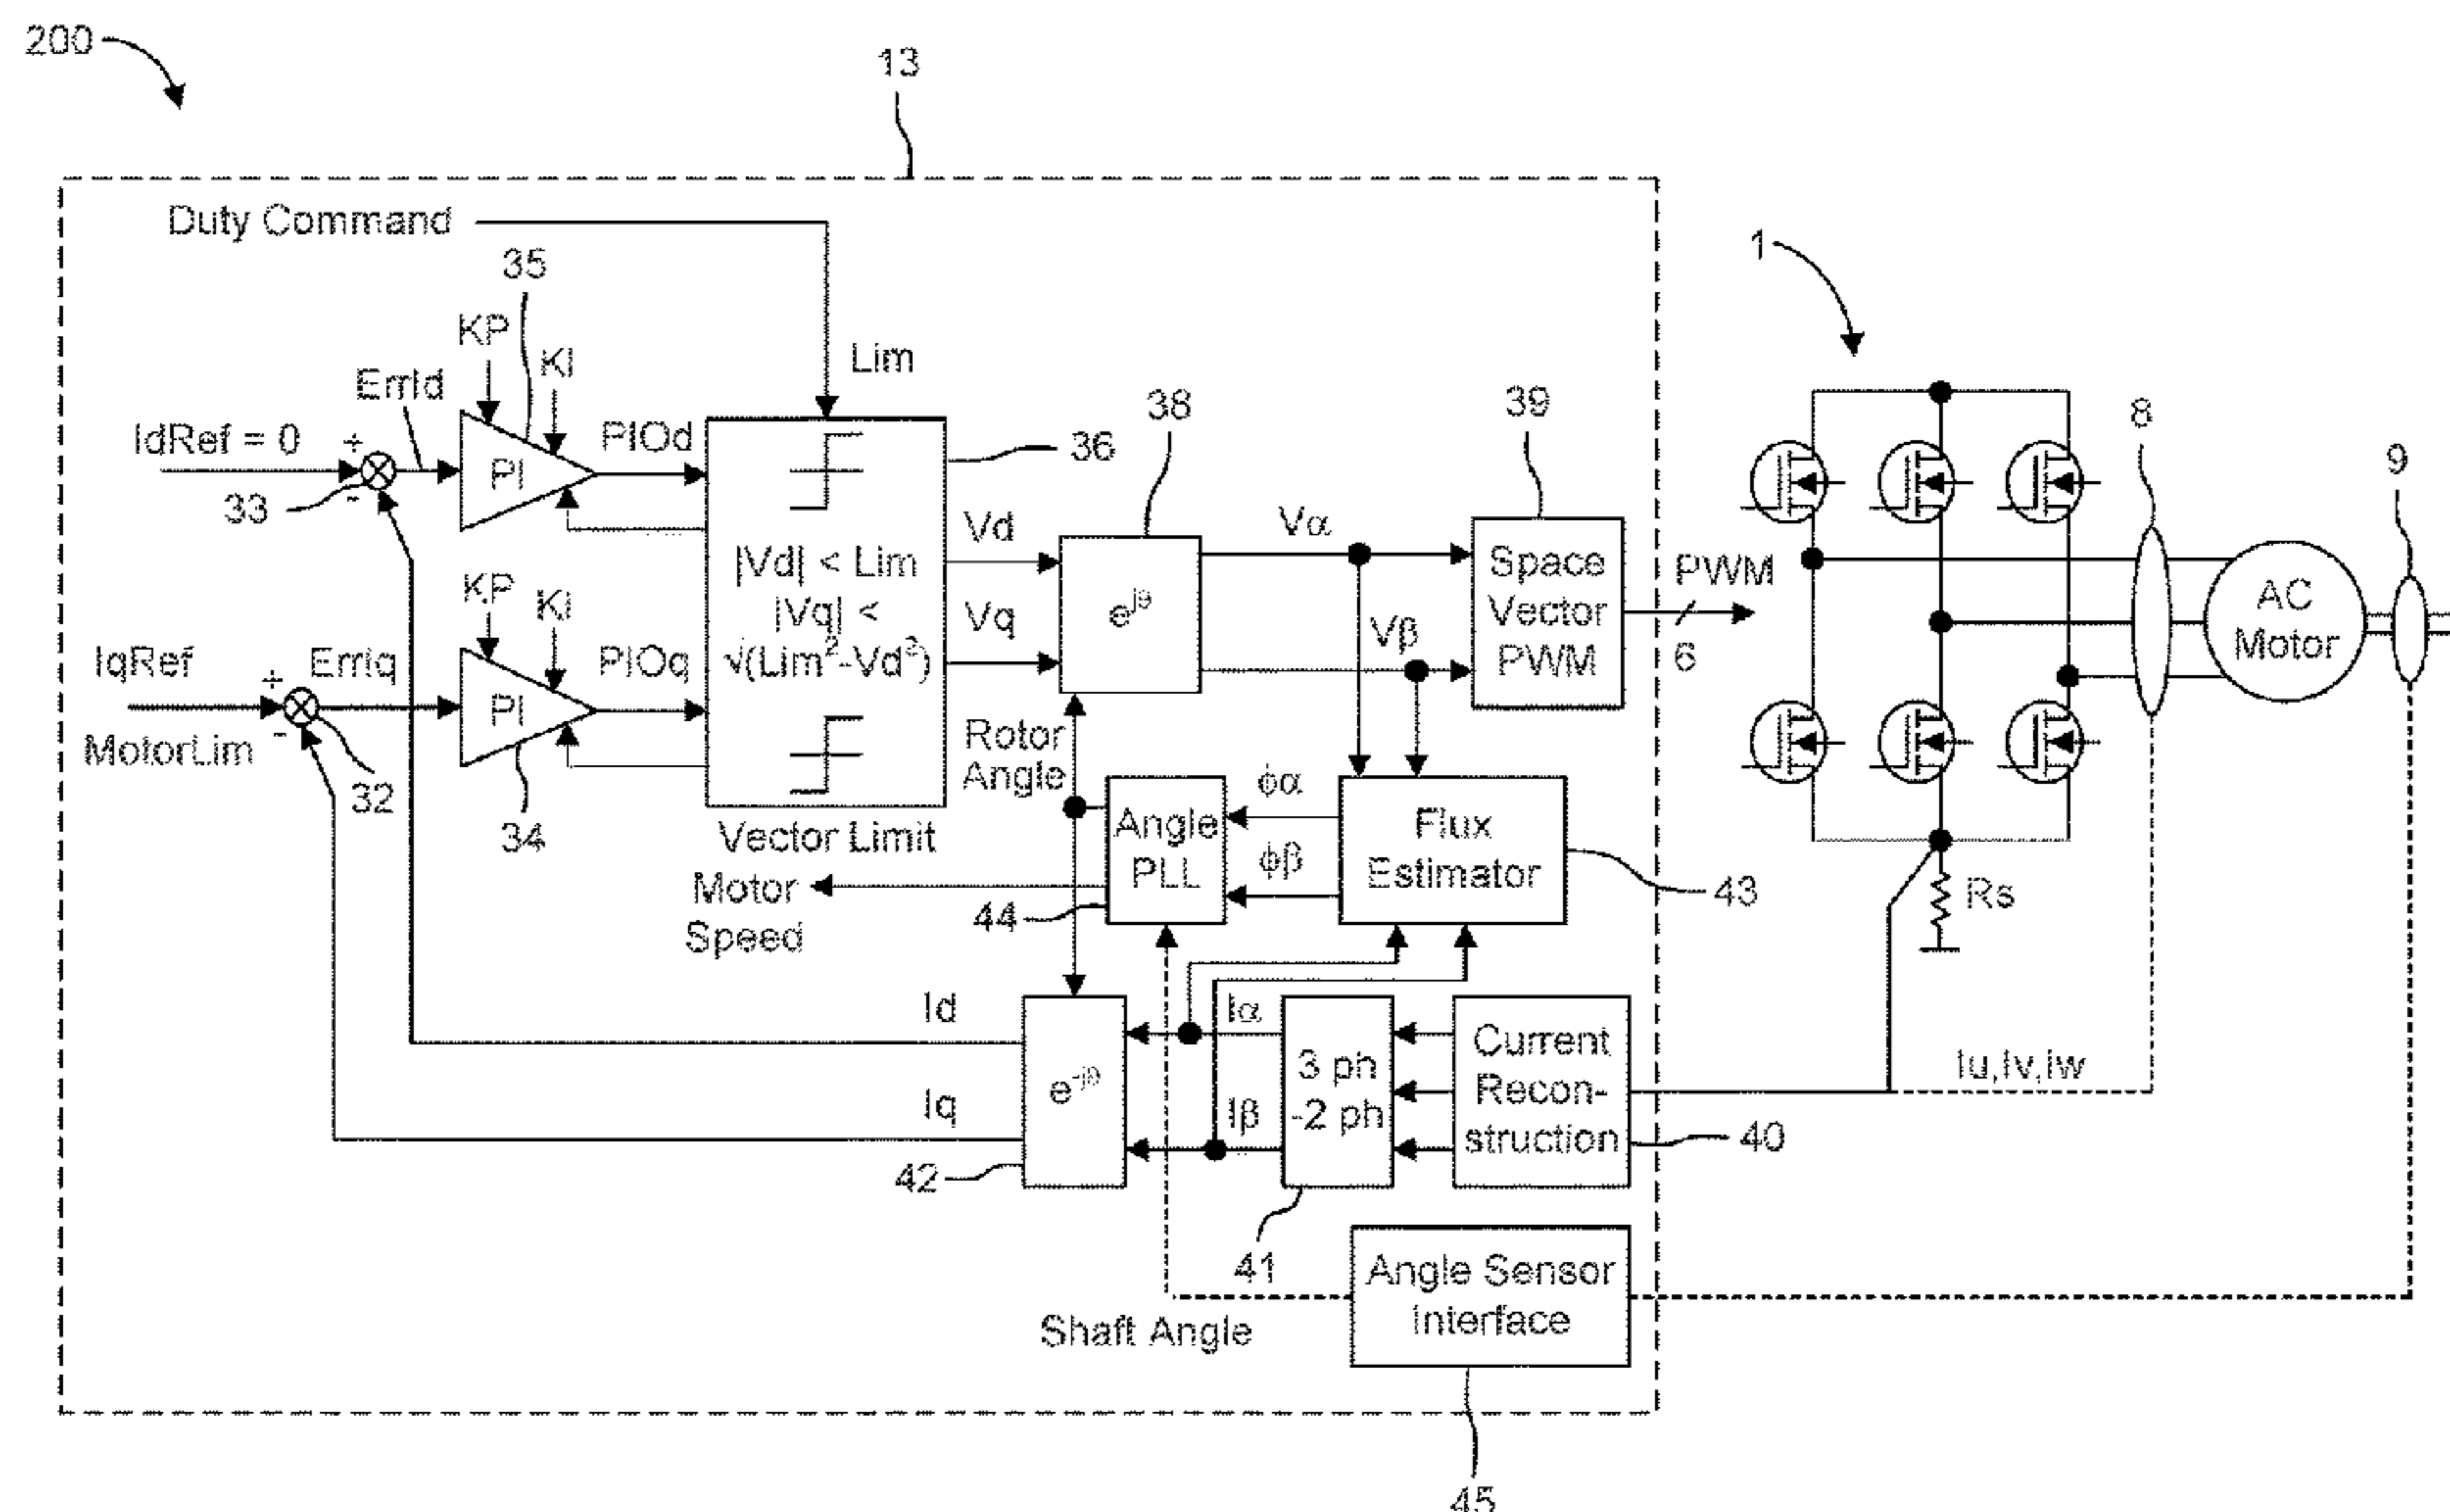 200
13
Duty Command
35
1
KP
KI
Lim
ErrId
38
39
8
IdRef = 0
+
-
33
PI
PIOd
36
9
Vd
Vα
|Vd| < Lim
|Vq| <
√(Lim²-Vd²)
Space
Vector
PWM
e^jθ
PWM
6
AC
Motor
KP
KI
Vq
Vβ
IqRef
ErrIq
PIOq
+
-
PI
MotorLim
32
34
Rotor
Angle
Vector Limit
Angle
PLL
ϕα
ϕβ
Flux
Estimator
Motor
Speed
44
43
Rs
Id
Iα
3 ph
-2 ph
Current
Recon-
struction
Iu,Iv,Iw
e^-jθ
Iq
Iβ
42
40
41
Angle Sensor
Interface
Shaft Angle
45